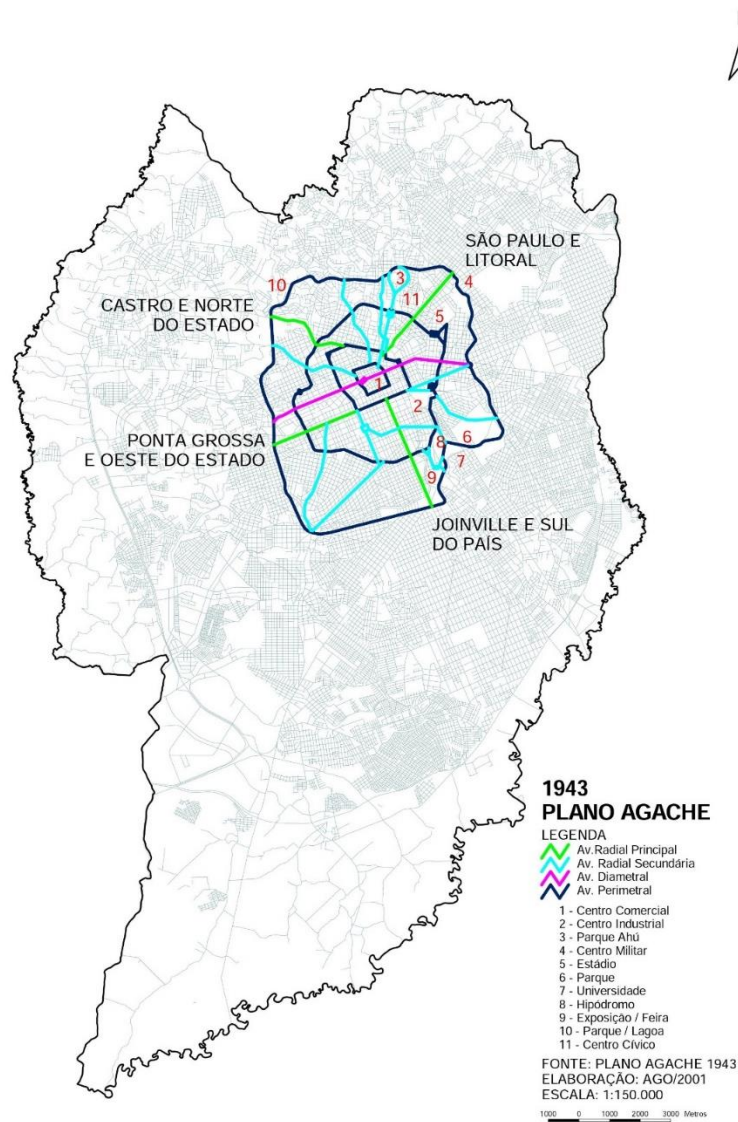 SÃO PAULO E
LITORAL
10
3
4
CASTRO E NORTE
DO ESTADO
11
5
1
2
PONTA GROSSA
E OESTE DO ESTADO
8
6
7
9
JOINVILLE E SUL
DO PAÍS
1943
PLANO AGACHE
LEGENDA
Av.Radial Principal
Av. Radial Secundária
Av. Diametral
Av. Perimetral
1 - Centro Comercial
2 - Centro Industrial
3 - Parque Ahú
4 - Centro Militar
5 - Estádio
6 - Parque
7 - Universidade
8 - Hipódromo
9 - Exposição / Feira
10 - Parque / Lagoa
11 - Centro Cívico
FONTE: PLANO AGACHE 1943
ELABORAÇÃO: AGO/2001
ESCALA: 1:150.000
1000 0 1000 2000 3000 Metros